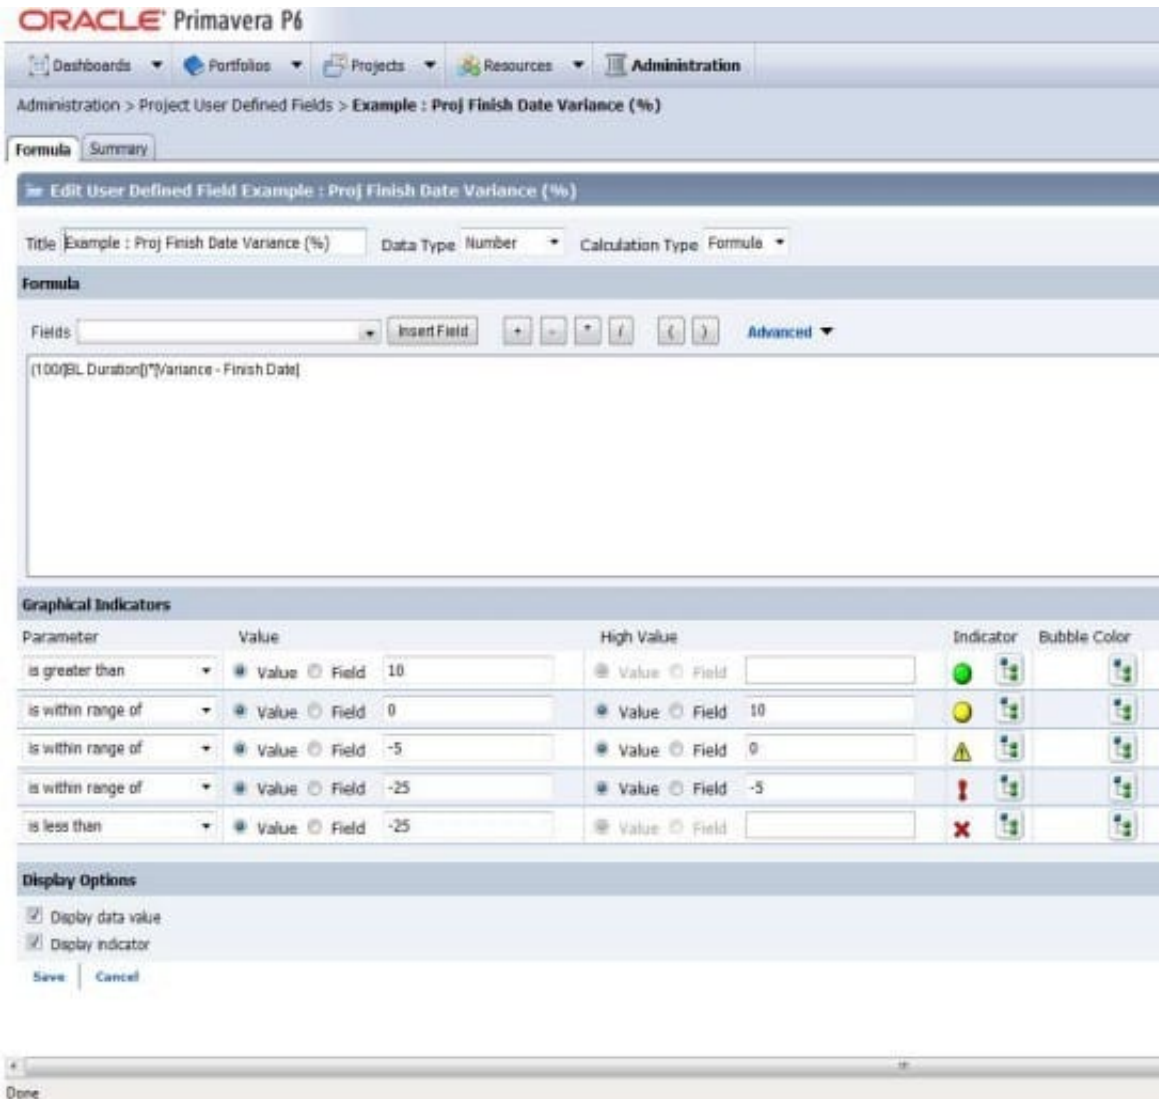 ORACLE Primavera P6
Dashboards Portfolios Projects Resources Administration
Administration > Project User Defined Fields > Example : Proj Finish Date Variance (%)
Formula Summary
Edit User Defined Field Example : Proj Finish Date Variance (%)
Title Example : Proj Finish Date Variance (%) Data Type Number Calculation Type Formula
Formula
Fields Insert Field + - * / ( ) Advanced
(100/[BL Duration])*[Variance - Finish Date]
Graphical Indicators
Parameter Value High Value Indicator Bubble Color
is greater than Value Field 10 Value Field
is within range of Value Field 0 Value Field 10
is within range of Value Field -5 Value Field 0
is within range of Value Field -25 Value Field -5
is less than Value Field -25 Value Field
Display Options
Display data value
Display indicator
Save Cancel
Done